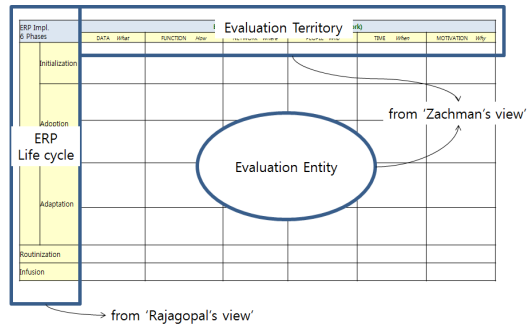 ERP Impl.
6 Phases
Evaluation Territory
DATA What FUNCTION How TIME When MOTIVATION Why
Initialization
Adoption
from 'Zachman's view'
ERP
Life cycle
Evaluation Entity
Adaptation
Routinization
Infusion
from 'Rajagopal's view'